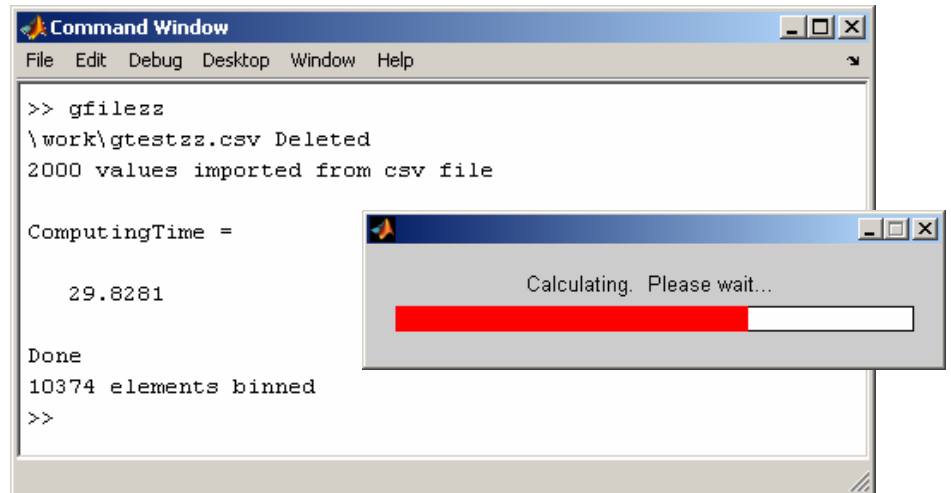 Command Window
File Edit Debug Desktop Window Help
>> gfilezz
\work\gtestzz.csv Deleted
2000 values imported from csv file
ComputingTime =
29.8281
Done
10374 elements binned
>>
Calculating. Please wait...